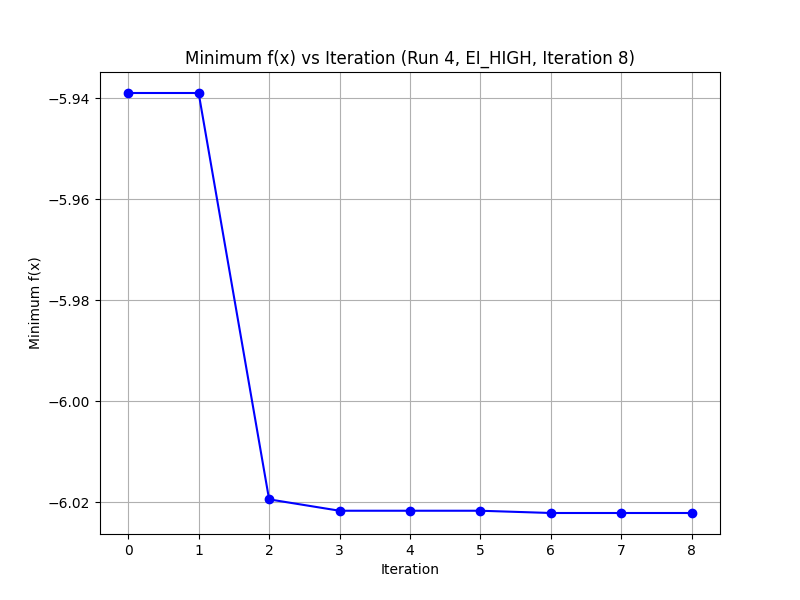 Minimum f(x) vs Iteration (Run 4, EI_HIGH, Iteration 8)
−5.94
−5.96
−5.98
−6.00
−6.02
Minimum f(x)
0 1 2 3 4 5 6 7 8
Iteration